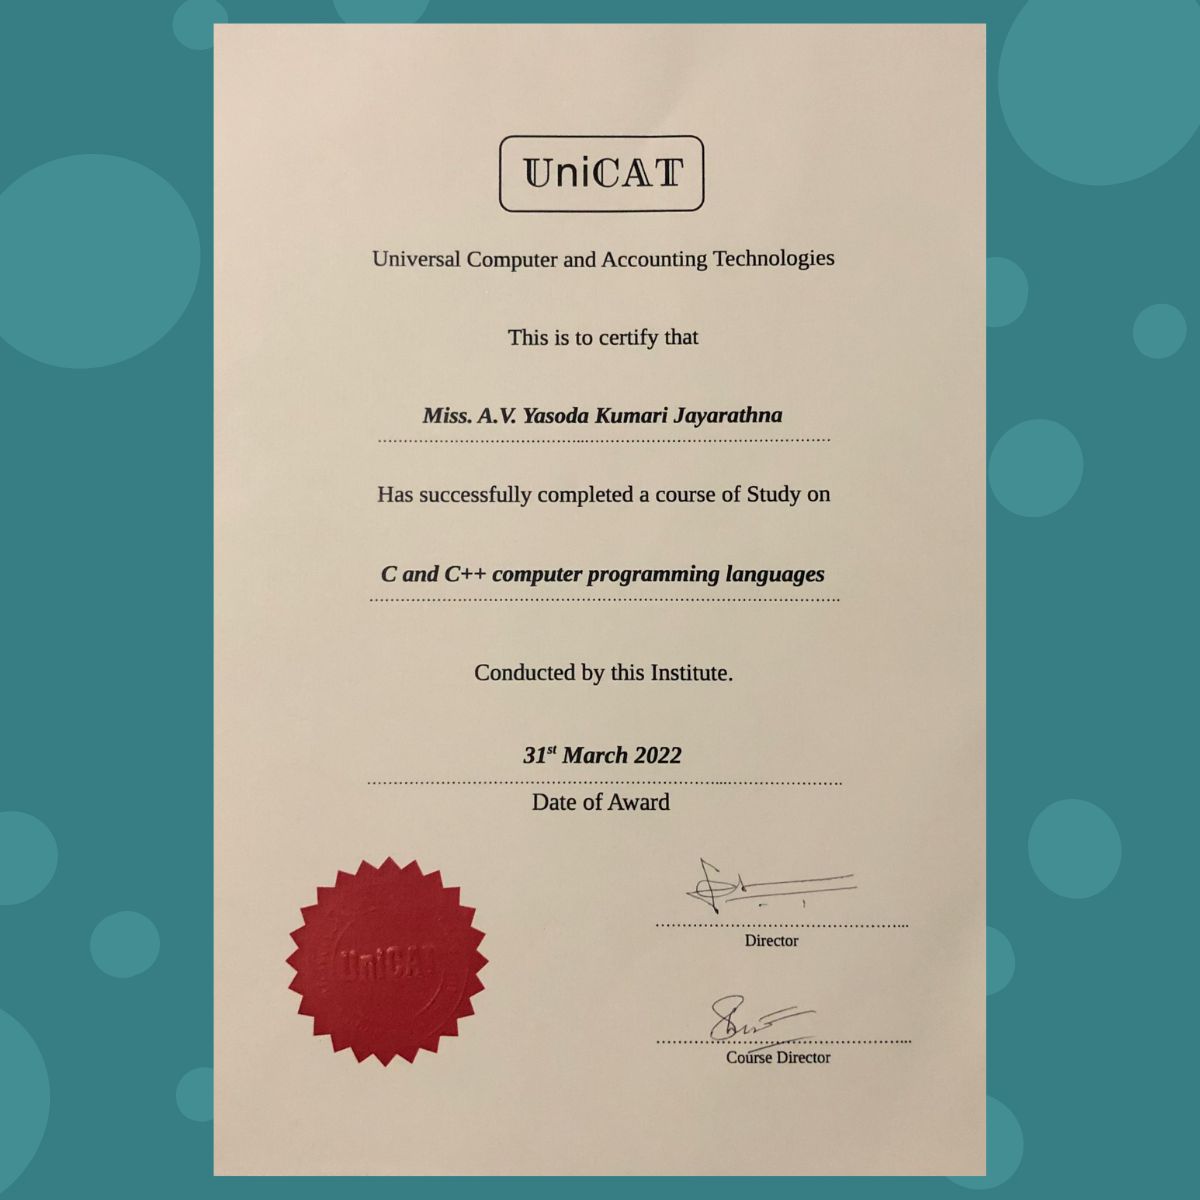 UniCAT
Universal Computer and Accounting Technologies
This is to certify that
Miss. A.V. Yasoda Kumari Jayarathna
Has successfully completed a course of Study on
C and C++ computer programming languages
Conducted by this Institute.
31st March 2022
Date of Award
UniCAT
Director
Course Director